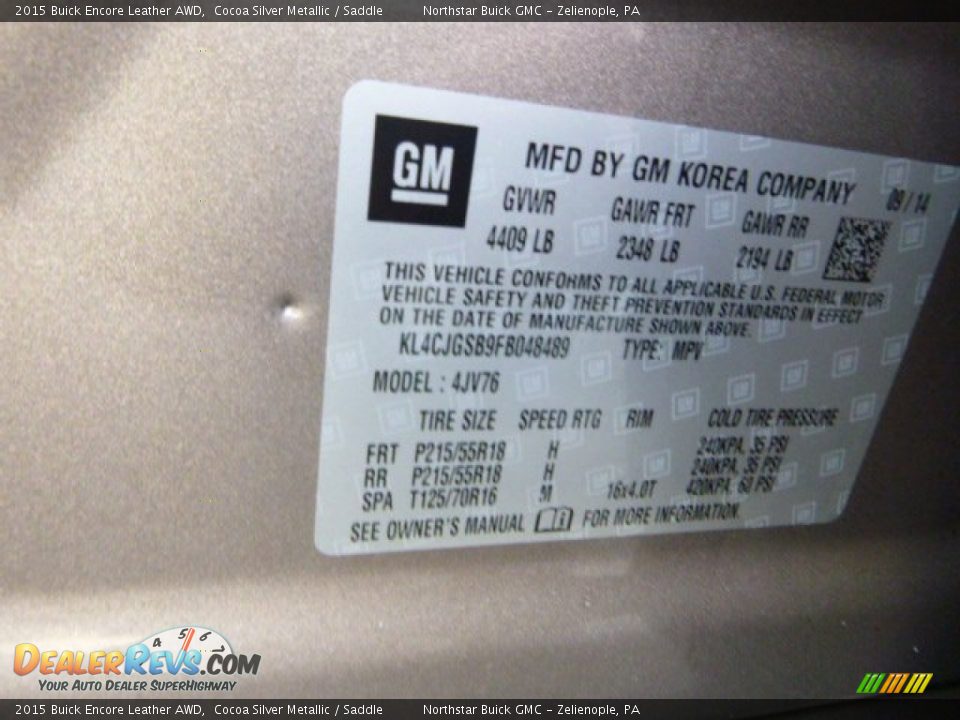 2015 Buick Encore Leather AWD,  Cocoa Silver Metallic / Saddle  Northstar Buick GMC - Zelienople, PA
GM
MFD BY GM KOREA COMPANY  09/14
GVWR  GAWR FRT  GAWR RR
4409 LB  2348 LB  2194 LB
THIS VEHICLE CONFORMS TO ALL APPLICABLE U.S. FEDERAL MOTOR
VEHICLE SAFETY AND THEFT PREVENTION STANDARDS IN EFFECT
ON THE DATE OF MANUFACTURE SHOWN ABOVE.
KL4CJGSB9FB048489  TYPE: MPV
MODEL : 4JV76
TIRE SIZE  SPEED RTG  RIM  COLD TIRE PRESSURE
FRT  P215/55R18  H  240KPA, 35 PSI
RR  P215/55R18  H  240KPA, 35 PSI
SPA  T125/70R16  M  16x4.0T  420KPA, 60 PSI
SEE OWNER'S MANUAL  FOR MORE INFORMATION.
4 5 6 7
DEALERREVS.COM
YOUR AUTO DEALER SUPERHIGHWAY
2015 Buick Encore Leather AWD,  Cocoa Silver Metallic / Saddle  Northstar Buick GMC - Zelienople, PA